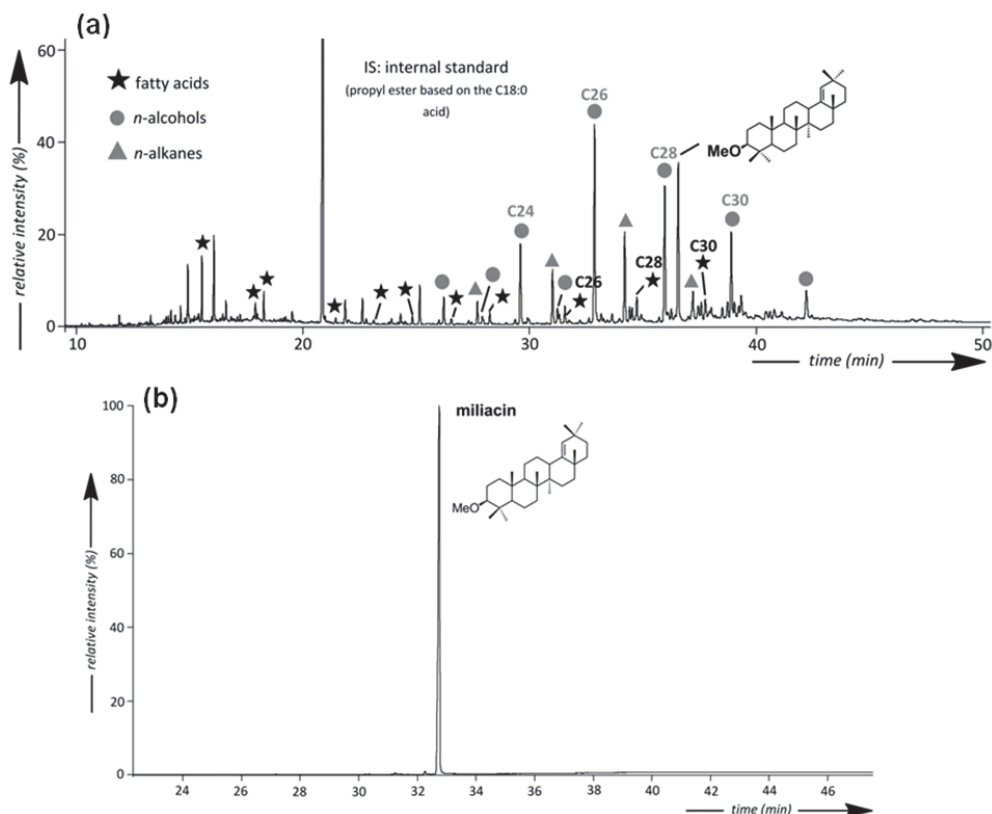 (a)
60
40
20
0
relative intensity (%)
fatty acids
n-alcohols
n-alkanes
IS: internal standard
(propyl ester based on the C18:0
acid)
C24
C26
C26
C28
C28
C30
C30
MeO
10
20
30
40
50
time (min)
(b)
100
80
60
40
20
0
relative intensity (%)
miliacin
MeO
24
26
28
30
32
34
36
38
40
42
44
46
time (min)